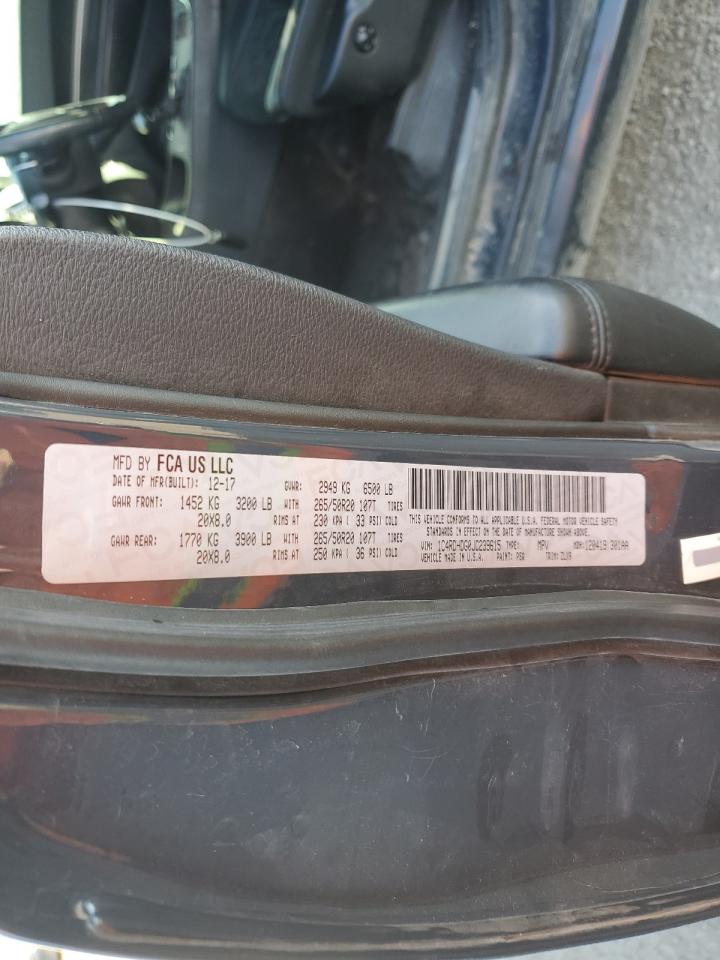 MFD BY FCA US LLC
DATE OF MFR(BUILT): 12-17 GVWR: 2949 KG 6500 LB
GAWR FRONT: 1452 KG 3200 LB WITH 265/50R20 107T TIRES
20X8.0 RIMS AT 230 KPA ( 33 PSI) COLD
GAWR REAR: 1770 KG 3900 LB WITH 265/50R20 107T TIRES
20X8.0 RIMS AT 250 KPA ( 36 PSI) COLD
THIS VEHICLE CONFORMS TO ALL APPLICABLE U.S.A. FEDERAL MOTOR VEHICLE SAFETY
STANDARDS IN EFFECT ON THE DATE OF MANUFACTURE SHOWN ABOVE.
VIN: 1C4RDHDG0JC239615 TYPE: MPV
VEHICLE MADE IN U.S.A. PAINT: TRIM: